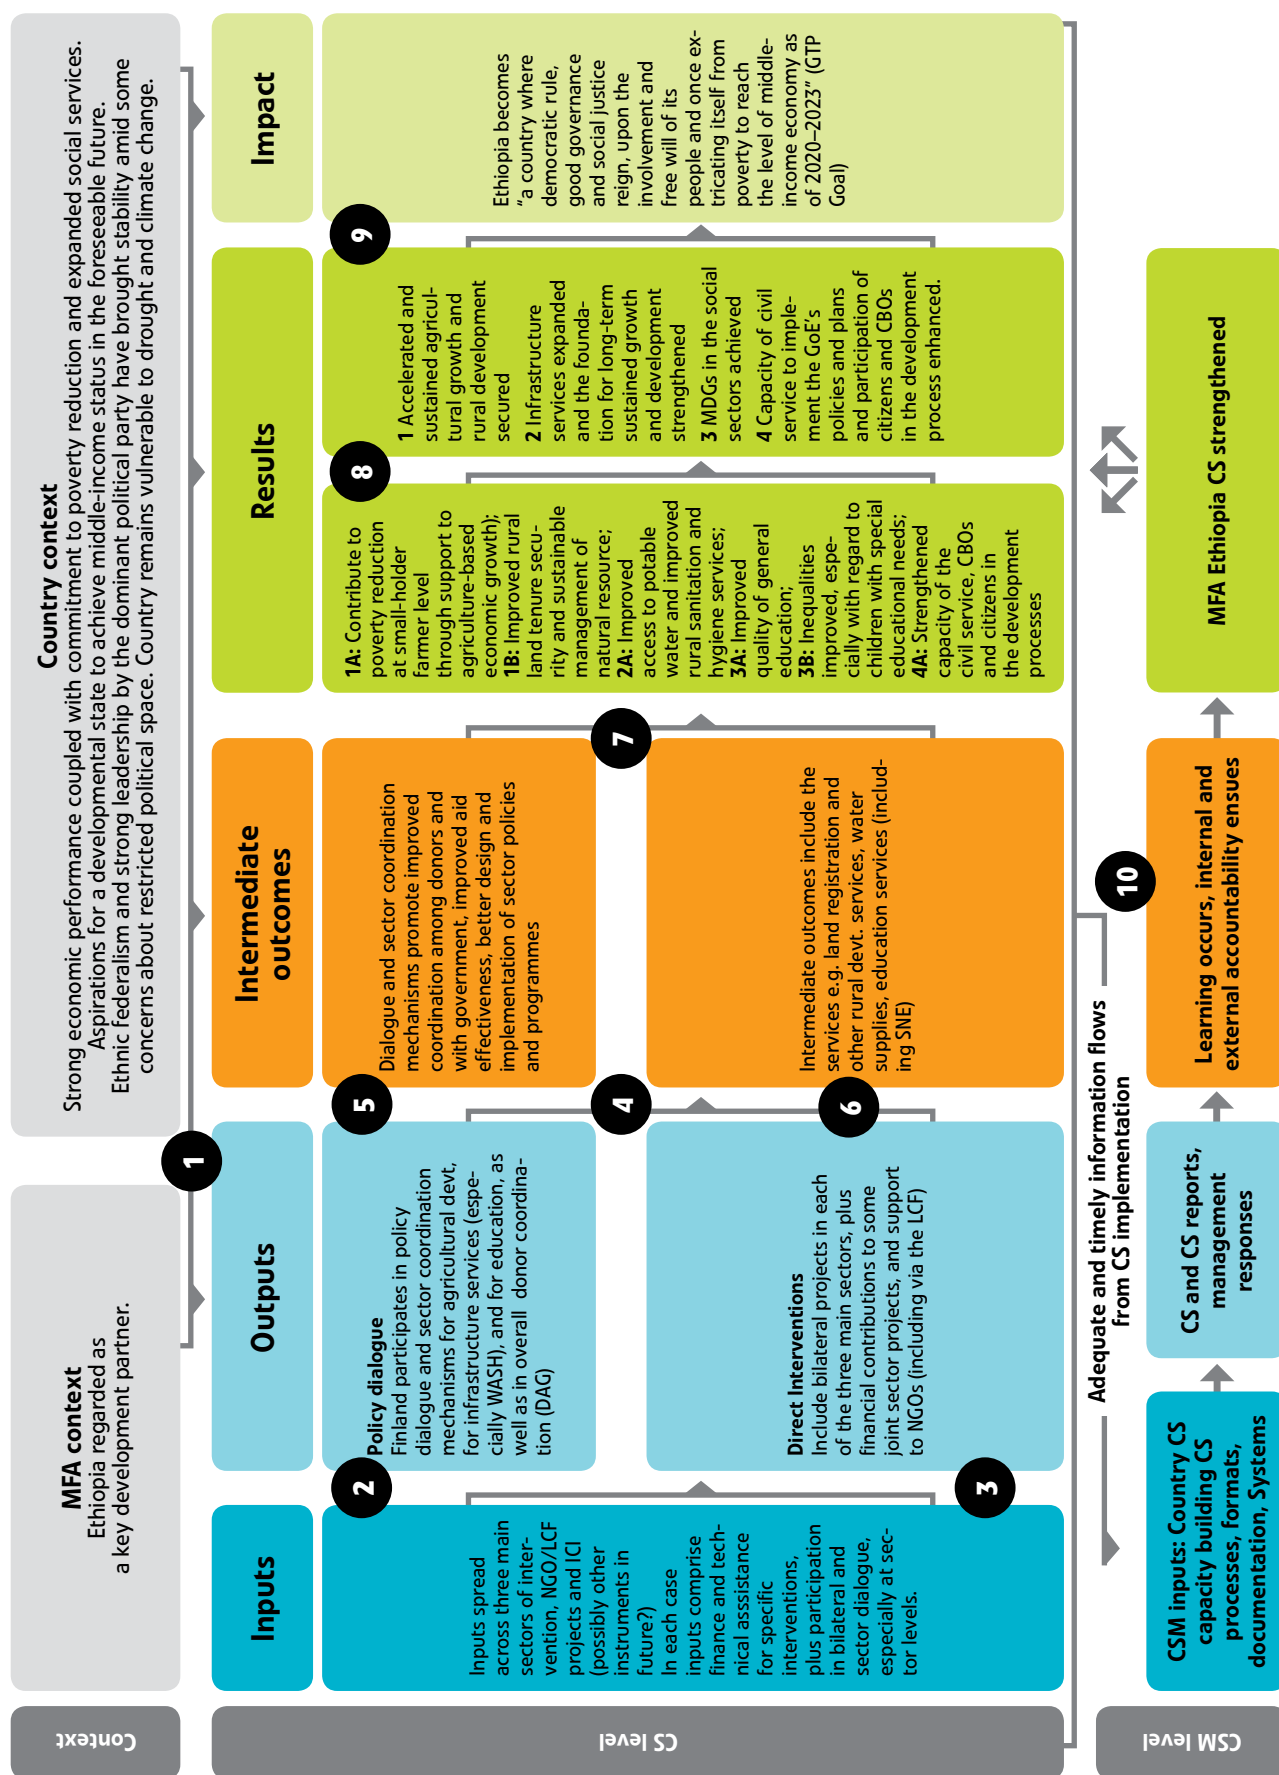 Context
MFA context
Ethiopia regarded as
a key development partner.
Country context
Strong economic performance coupled with commitment to poverty reduction and expanded social services.
Aspirations for a developmental state to achieve middle-income status in the foreseeable future.
Ethnic federalism and strong leadership by the dominant political party have brought stability amid some
concerns about restricted political space. Country remains vulnerable to drought and climate change.
1
CS level
Inputs
Outputs
Intermediate
outcomes
Results
Impact
Inputs spread
across three main
sectors of inter-
vention, NGO/LCF
projects and ICI
(possibly other
instruments in
future?)
In each case
inputs comprise
finance and tech-
nical asssistance
for specific
interventions,
plus participation
in bilateral and
sector dialogue,
especially at sec-
tor levels.
2
3
Policy dialogue
Finland participates in policy
dialogue and sector coordination
mechanisms for agricultural devt,
for infrastructure services (espe-
cially WASH), and for education, as
well as in overall donor coordina-
tion (DAG)
Direct Interventions
Include bilateral projects in each
of the three main sectors, plus
financial contributions to some
joint sector projects, and support
to NGOs (including via the LCF)
5
4
6
Dialogue and sector coordination
mechanisms promote improved
coordination among donors and
with government, improved aid
effectiveness, better design and
implementation of sector policies
and programmes
Intermediate outcomes include the
services e.g. land registration and
other rural devt. services, water
supplies, education services (includ-
ing SNE)
7
1A: Contribute to
poverty reduction
at small-holder
farmer level
through support to
agriculture-based
economic growth);
1B: Improved rural
land tenure secu-
rity and sustainable
management of
natural resource;
2A: Improved
access to potable
water and improved
rural sanitation and
hygiene services;
3A: Improved
quality of general
education;
3B: Inequalities
improved, espe-
cially with regard to
children with special
educational needs;
4A: Strengthened
capacity of the
civil service, CBOs
and citizens in
the development
processes
8
1 Accelerated and
sustained agricul-
tural growth and
rural development
secured
2 Infrastructure
services expanded
and the founda-
tion for long-term
sustained growth
and development
strengthened
3 MDGs in the social
sectors achieved
4 Capacity of civil
service to imple-
ment the GoE's
policies and plans
and participation of
citizens and CBOs
in the development
process enhanced.
9
Ethiopia becomes
“a country where
democratic rule,
good governance
and social justice
reign, upon the
involvement and
free will of its
people and once ex-
tricating itself from
poverty to reach
the level of middle-
income economy as
of 2020–2023” (GTP
Goal)
Adequate and timely information flows
from CS implementation
10
CSM level
CSM inputs: Country CS
capacity building CS
processes, formats,
documentation, Systems
CS and CS reports,
management
responses
Learning occurs, internal and
external accountability ensues
MFA Ethiopia CS strengthened